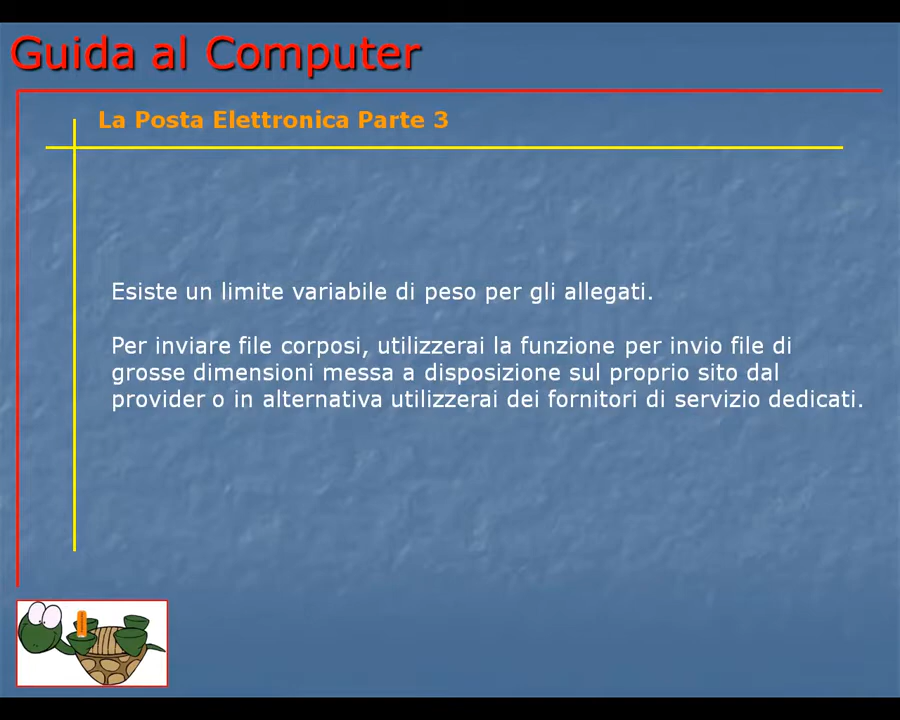 Guida al Computer
La Posta Elettronica Parte 3
Esiste un limite variabile di peso per gli allegati.
Per inviare file corposi, utilizzerai la funzione per invio file di
grosse dimensioni messa a disposizione sul proprio sito dal
provider o in alternativa utilizzerai dei fornitori di servizio dedicati.